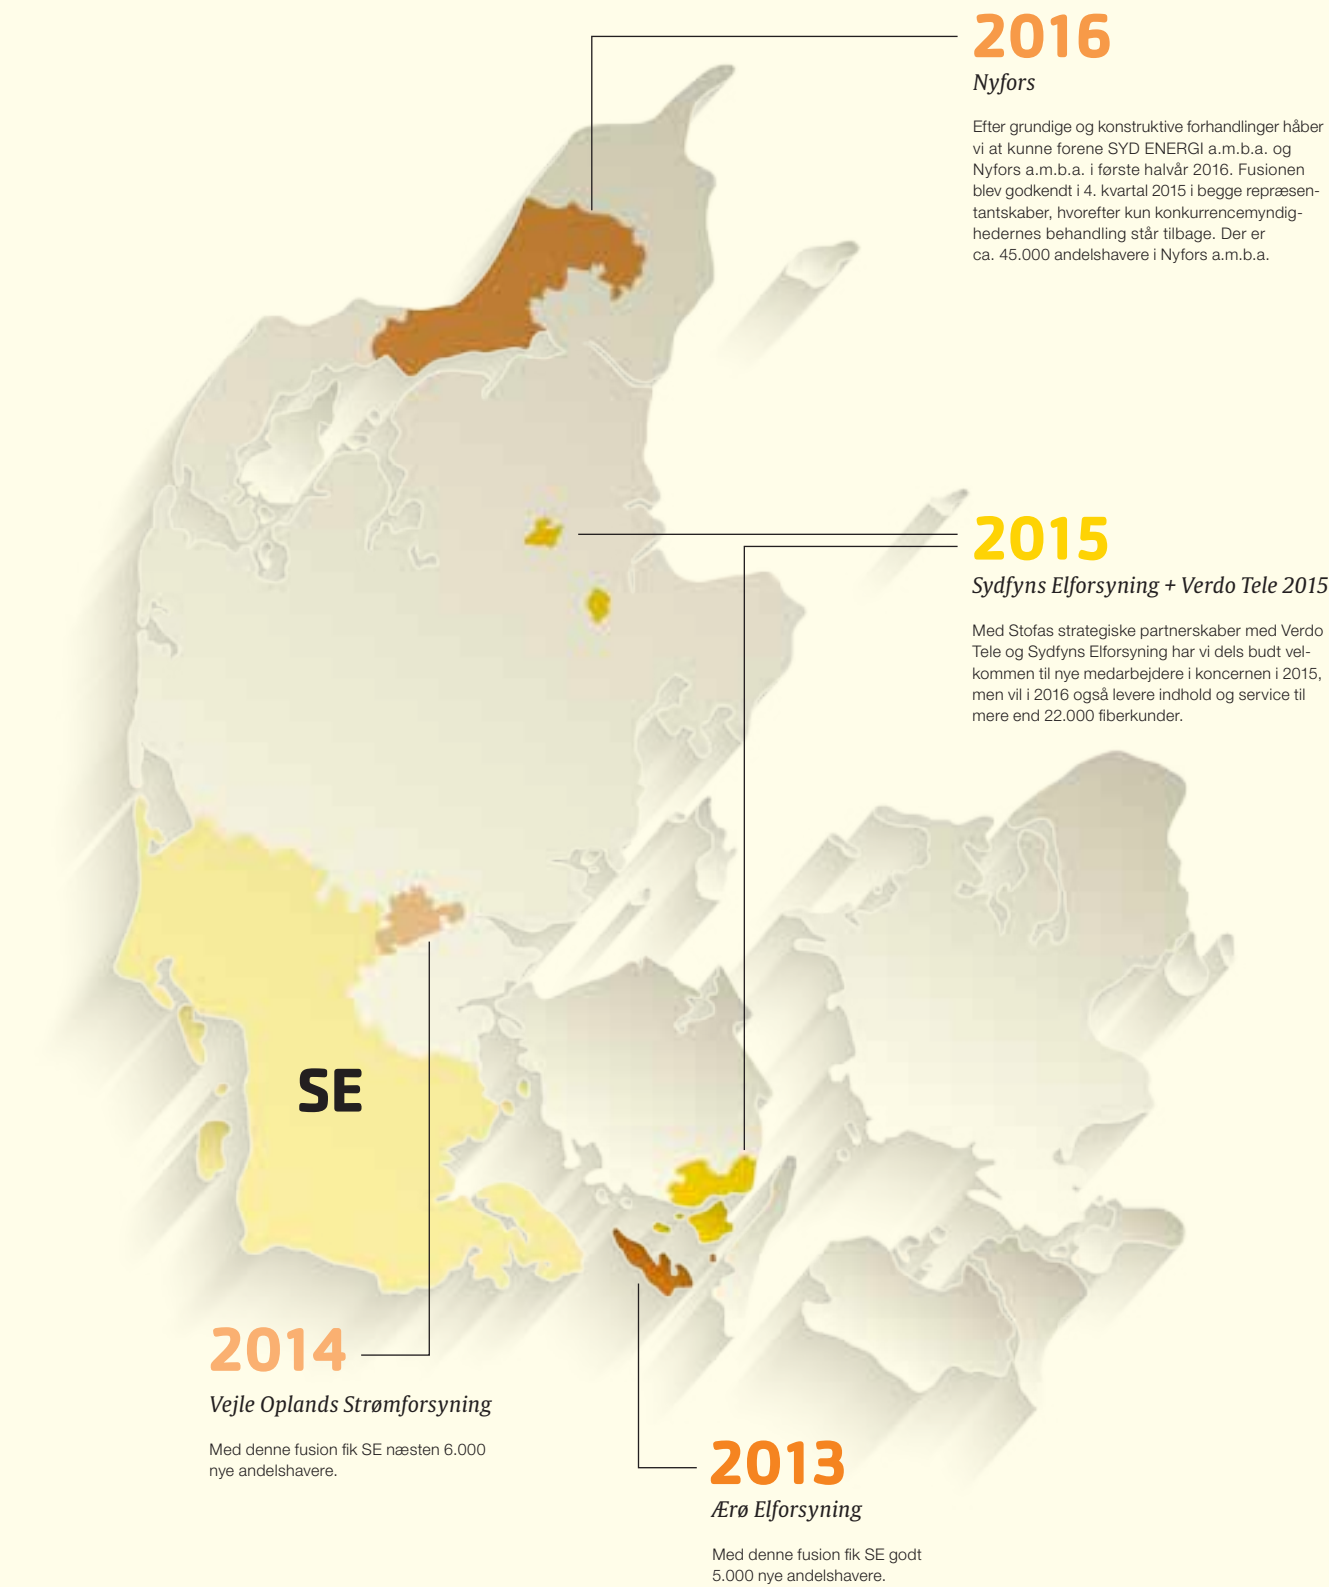 2016
Nyfors
Efter grundige og konstruktive forhandlinger håber
vi at kunne forene SYD ENERGI a.m.b.a. og
Nyfors a.m.b.a. i første halvår 2016. Fusionen
blev godkendt i 4. kvartal 2015 i begge repræsen-
tantskaber, hvorefter kun konkurrencemyndig-
hedernes behandling står tilbage. Der er
ca. 45.000 andelshavere i Nyfors a.m.b.a.
2015
Sydfyns Elforsyning + Verdo Tele 2015
Med Stofas strategiske partnerskaber med Verdo
Tele og Sydfyns Elforsyning har vi dels budt vel-
kommen til nye medarbejdere i koncernen i 2015,
men vil i 2016 også levere indhold og service til
mere end 22.000 fiberkunder.
SE
2014
Vejle Oplands Strømforsyning
Med denne fusion fik SE næsten 6.000
nye andelshavere.
2013
Ærø Elforsyning
Med denne fusion fik SE godt
5.000 nye andelshavere.